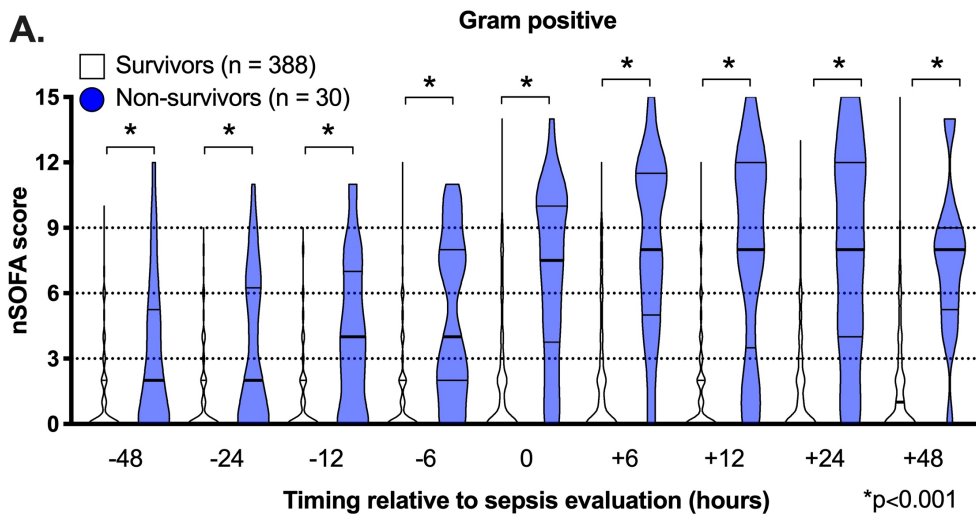 A.
Gram positive
Survivors (n = 388)
Non-survivors (n = 30)
* * * * * * * * *
15
12
9
6
3
0
nSOFA score
-48 -24 -12 -6 0 +6 +12 +24 +48
Timing relative to sepsis evaluation (hours)
*p<0.001